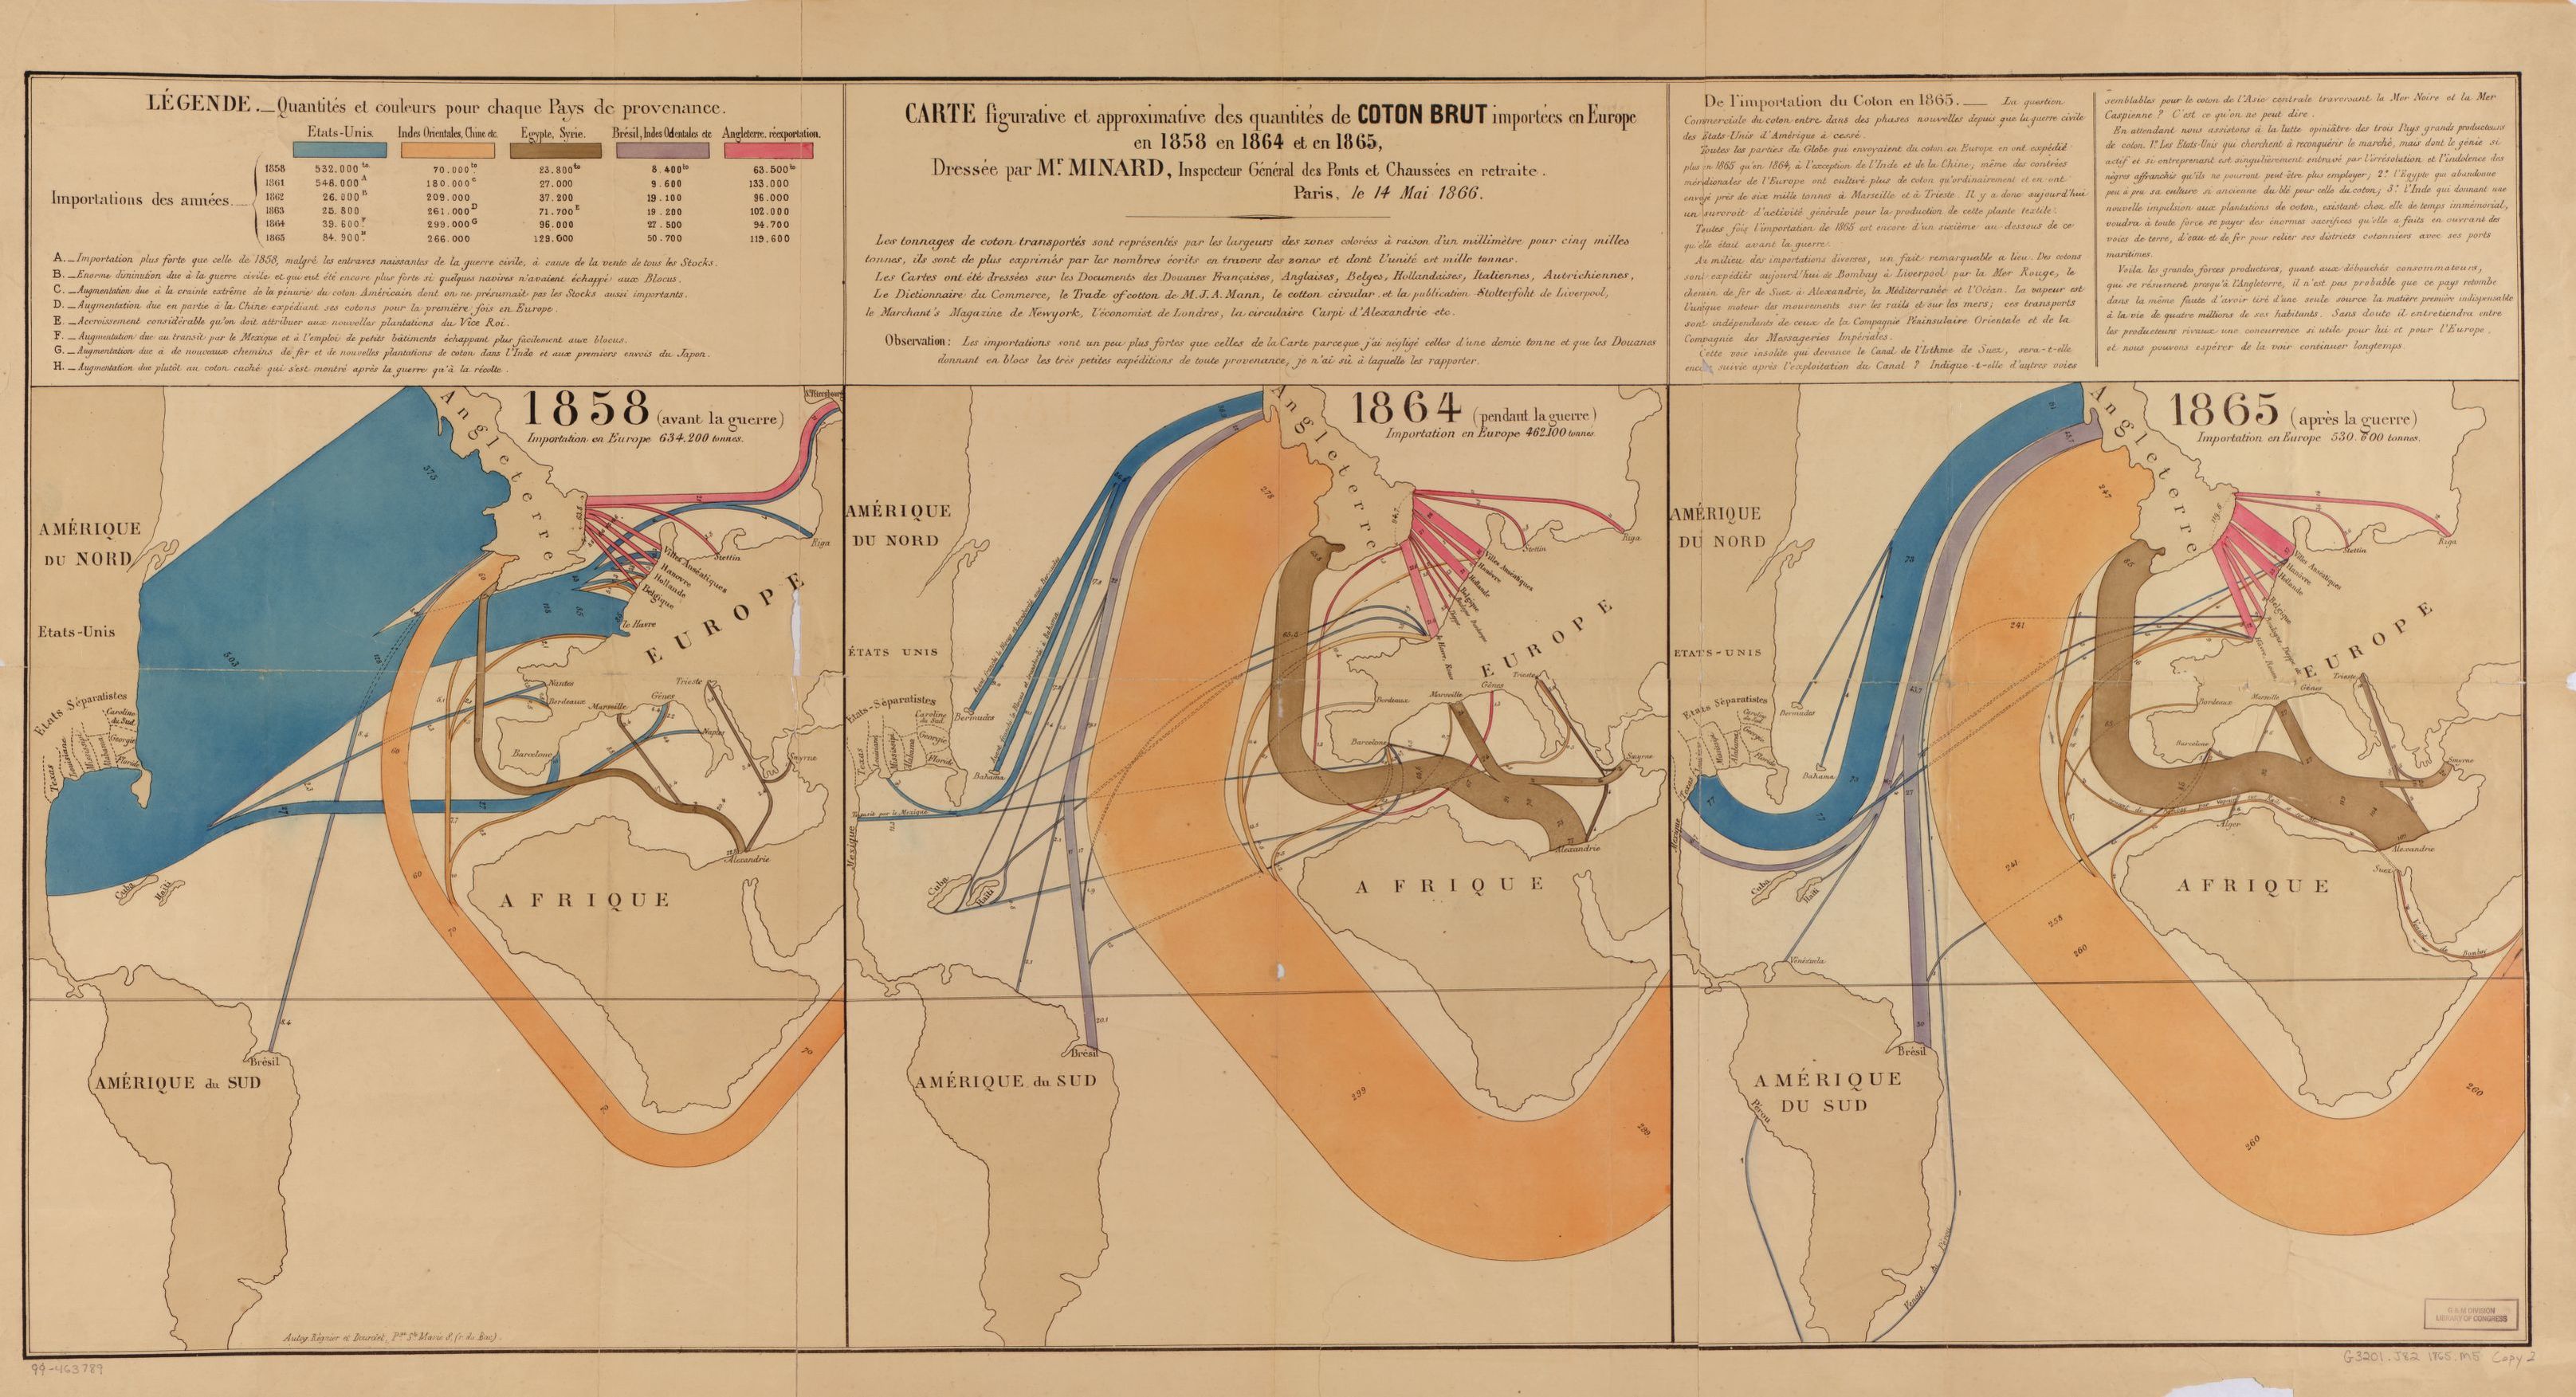 LÉGENDE._Quantités et couleurs pour chaque Pays de provenance.
Etats-Unis. Indes Orientales, Chine etc. Egypte, Syrie. Brésil, Indes Occidentales etc Angleterre, réexportation.
Importations des années.
1858 532.000 to. 70.000 to 23.800 to 8.400 to 63.500 to
1861 548.000 A 180.000 C 27.000 9.600 133.000
1862 26.000 B 209.000 37.200 19.100 96.000
1863 25.800 261.000 D 71.700 E 19.200 102.000
1864 39.600 F 299.000 G 96.000 27.500 94.700
1865 84.900 H 266.000 129.000 50.700 119.600
A._Importation plus forte que celle de 1858, malgré les entraves naissantes de la guerre civile, à cause de la vente de tous les Stocks.
B._Enorme diminution due à la guerre civile et qui eut été encore plus forte si quelques navires n'avaient échappé aux Blocus.
C._Augmentation due à la crainte extrême de la pénurie du coton Américain dont on ne présumait pas les Stocks aussi importants.
D._Augmentation due en partie à la Chine expédiant ses cotons pour la première fois en Europe.
E._Accroissement considérable qu'on doit attribuer aux nouvelles plantations du Vice Roi.
F._Augmentation due au transit par le Mexique et à l'emploi de petits bâtiments échappant plus facilement aux blocus.
G._Augmentation due à de nouveaux chemins de fer et de nouvelles plantations de coton dans l'Inde et aux premiers envois du Japon.
H._Augmentation due plutôt au coton caché qui s'est montré après la guerre qu'à la récolte.
CARTE figurative et approximative des quantités de COTON BRUT importées en Europe
en 1858 en 1864 et en 1865,
Dressée par Mr. MINARD, Inspecteur Général des Ponts et Chaussées en retraite.
Paris, le 14 Mai 1866.
Les tonnages de coton transportés sont représentés par les largeurs des zones colorées à raison d'un millimètre pour cinq milles
tonnes, ils sont de plus exprimés par les nombres écrits en travers des zones et dont l'unité est mille tonnes.
Les Cartes ont été dressées sur les Documents des Douanes Françaises, Anglaises, Belges, Hollandaises, Italiennes, Autrichiennes,
Le Dictionnaire du Commerce, le Trade of cotton de M.J.A. Mann, le cotton circular et la publication Stolterfoht de Liverpool,
le Marchant's Magazine de Newyork, l'économist de Londres, la circulaire Carpi d'Alexandrie etc.
Observation: Les importations sont un peu plus fortes que celles de la Carte parceque j'ai négligé celles d'une demie tonne et que les Douanes
donnant en blocs les très petites expéditions de toute provenance, je n'ai sù à laquelle les rapporter.
De l'importation du Coton en 1865.___ La question
Commerciale du coton entre dans des phases nouvelles depuis que la guerre civile
des Etats-Unis d'Amérique à cessé.
Toutes les parties du Globe qui envoyaient du coton en Europe en ont expédié
plus en 1865 qu'en 1864, à l'exception de l'Inde et de la Chine, même des contrées
méridionales de l'Europe ont cultivé plus de coton qu'ordinairement et en ont
envoyé près de six mille tonnes à Marseille et à Trieste. Il y a donc aujourd'hui
un surcroît d'activité générale pour la production de cette plante textile.
Toutes fois l'importation de 1865 est encore d'un sixième au-dessous de ce
qu'elle était avant la guerre.
Au milieu des importations diverses, un fait remarquable a lieu. Des cotons
sont expédiés aujourd'hui de Bombay à Liverpool par la Mer Rouge, le
chemin de fer de Suez à Alexandrie, la Méditerranée et l'Océan. La vapeur est
l'unique moteur des mouvements sur les rails et sur les mers; ces transports
sont indépendants de ceux de la Compagnie Péninsulaire Orientale et de la
Compagnie des Messageries Impériales.
Cette voie insolite qui devance le Canal de l'Isthme de Suez, sera-t-elle
encore suivie après l'exploitation du Canal? Indique-t-elle d'autres voies
semblables pour le coton de l'Asie centrale traversant la Mer Noire et la Mer
Caspienne? C'est ce qu'on ne peut dire.
En attendant nous assistons à la lutte opiniâtre des trois Pays grands producteurs
de coton. 1º Les Etats-Unis qui cherchent à reconquérir le marché, mais dont le génie si
actif et si entreprenant est singulièrement entravé par l'irrésolution et l'indolence des
nègres affranchis qu'ils ne pourront peut-être plus employer; 2º l'Egypte qui abandonne
peu à peu sa culture si ancienne du blé pour celle du coton; 3º l'Inde qui donnant une
nouvelle impulsion aux plantations de coton, existant chez elle de temps immémorial,
voudra à toute force se payer des énormes sacrifices qu'elle a faits en ouvrant des
voies de terre, d'eau et de fer pour relier ses districts cotonniers avec ses ports
maritimes.
Voila les grandes forces productives, quant aux débouchés consommateurs,
qui se résument presqu'à l'Angleterre, il n'est pas probable que ce pays retombe
dans la même faute d'avoir tiré d'une seule source la matière première indispensable
à la vie de quatre millions de ses habitants. Sans doute il entretiendra entre
les producteurs rivaux une concurrence si utile pour lui et pour l'Europe,
et nous pouvons espérer de la voir continuer longtemps.
1858 (avant la guerre)
Importation en Europe 634.200 tonnes.
St. Pétersbourg
Angleterre
AMÉRIQUE
DU NORD
Etats-Unis
Etats Séparatistes
Caroline
du Sud
Georgie
Floride
Alabama
Mississipi
Louisiane
Texas
Cuba
Haïti
375
503
Riga
Stettin
Villes Anséatiques
Hanovre
Hollande
Belgique
le Havre
EUROPE
Nantes
Bordeaux
Marseille
Gênes
Trieste
Naples
Barcelone
Smyrne
Alexandrie
60
60
70
70
AFRIQUE
8.4
Brésil
AMÉRIQUE du SUD
Autog. Régnier et Dourdet, Pge Ste Marie 8, (r. du Bac).
1864 (pendant la guerre)
Importation en Europe 462.100 tonnes.
Angleterre
AMÉRIQUE
DU NORD
ÉTATS UNIS
Etats-Séparatistes
Caroline
du Sud
Georgie
Floride
Alabama
Mississipi
Texas
Bermudes
Bahama
Transit par le Mexique
Mexique
Cuba
Haïti
278
Riga
Stettin
Villes Anséatiques
Hanovre
Hollande
Belgique
EUROPE
Bordeaux
Marseille
Gênes
Trieste
Barcelone
Smyrne
Alexandrie
AFRIQUE
299
299
20.1
Brésil
AMÉRIQUE du SUD
1865 (après la guerre)
Importation en Europe 530.600 tonnes.
Angleterre
AMÉRIQUE
DU NORD
ETATS-UNIS
Etats Séparatistes
Texas
Bermudes
Bahama
Mexique
Cuba
Haïti
Vénézuela
247
241
241
258
260
260
260
Riga
Stettin
Villes Anséatiques
Hanovre
Hollande
Belgique
EUROPE
Bordeaux
Marseille
Gênes
Trieste
Barcelone
Smyrne
Alger
Alexandrie
Suez
Bombay
AFRIQUE
Brésil
AMÉRIQUE
DU SUD
Pérou
Venant du Pérou
G & M DIVISION
LIBRARY OF CONGRESS
99-463789
G3201.J82 1865.M5 Copy 2